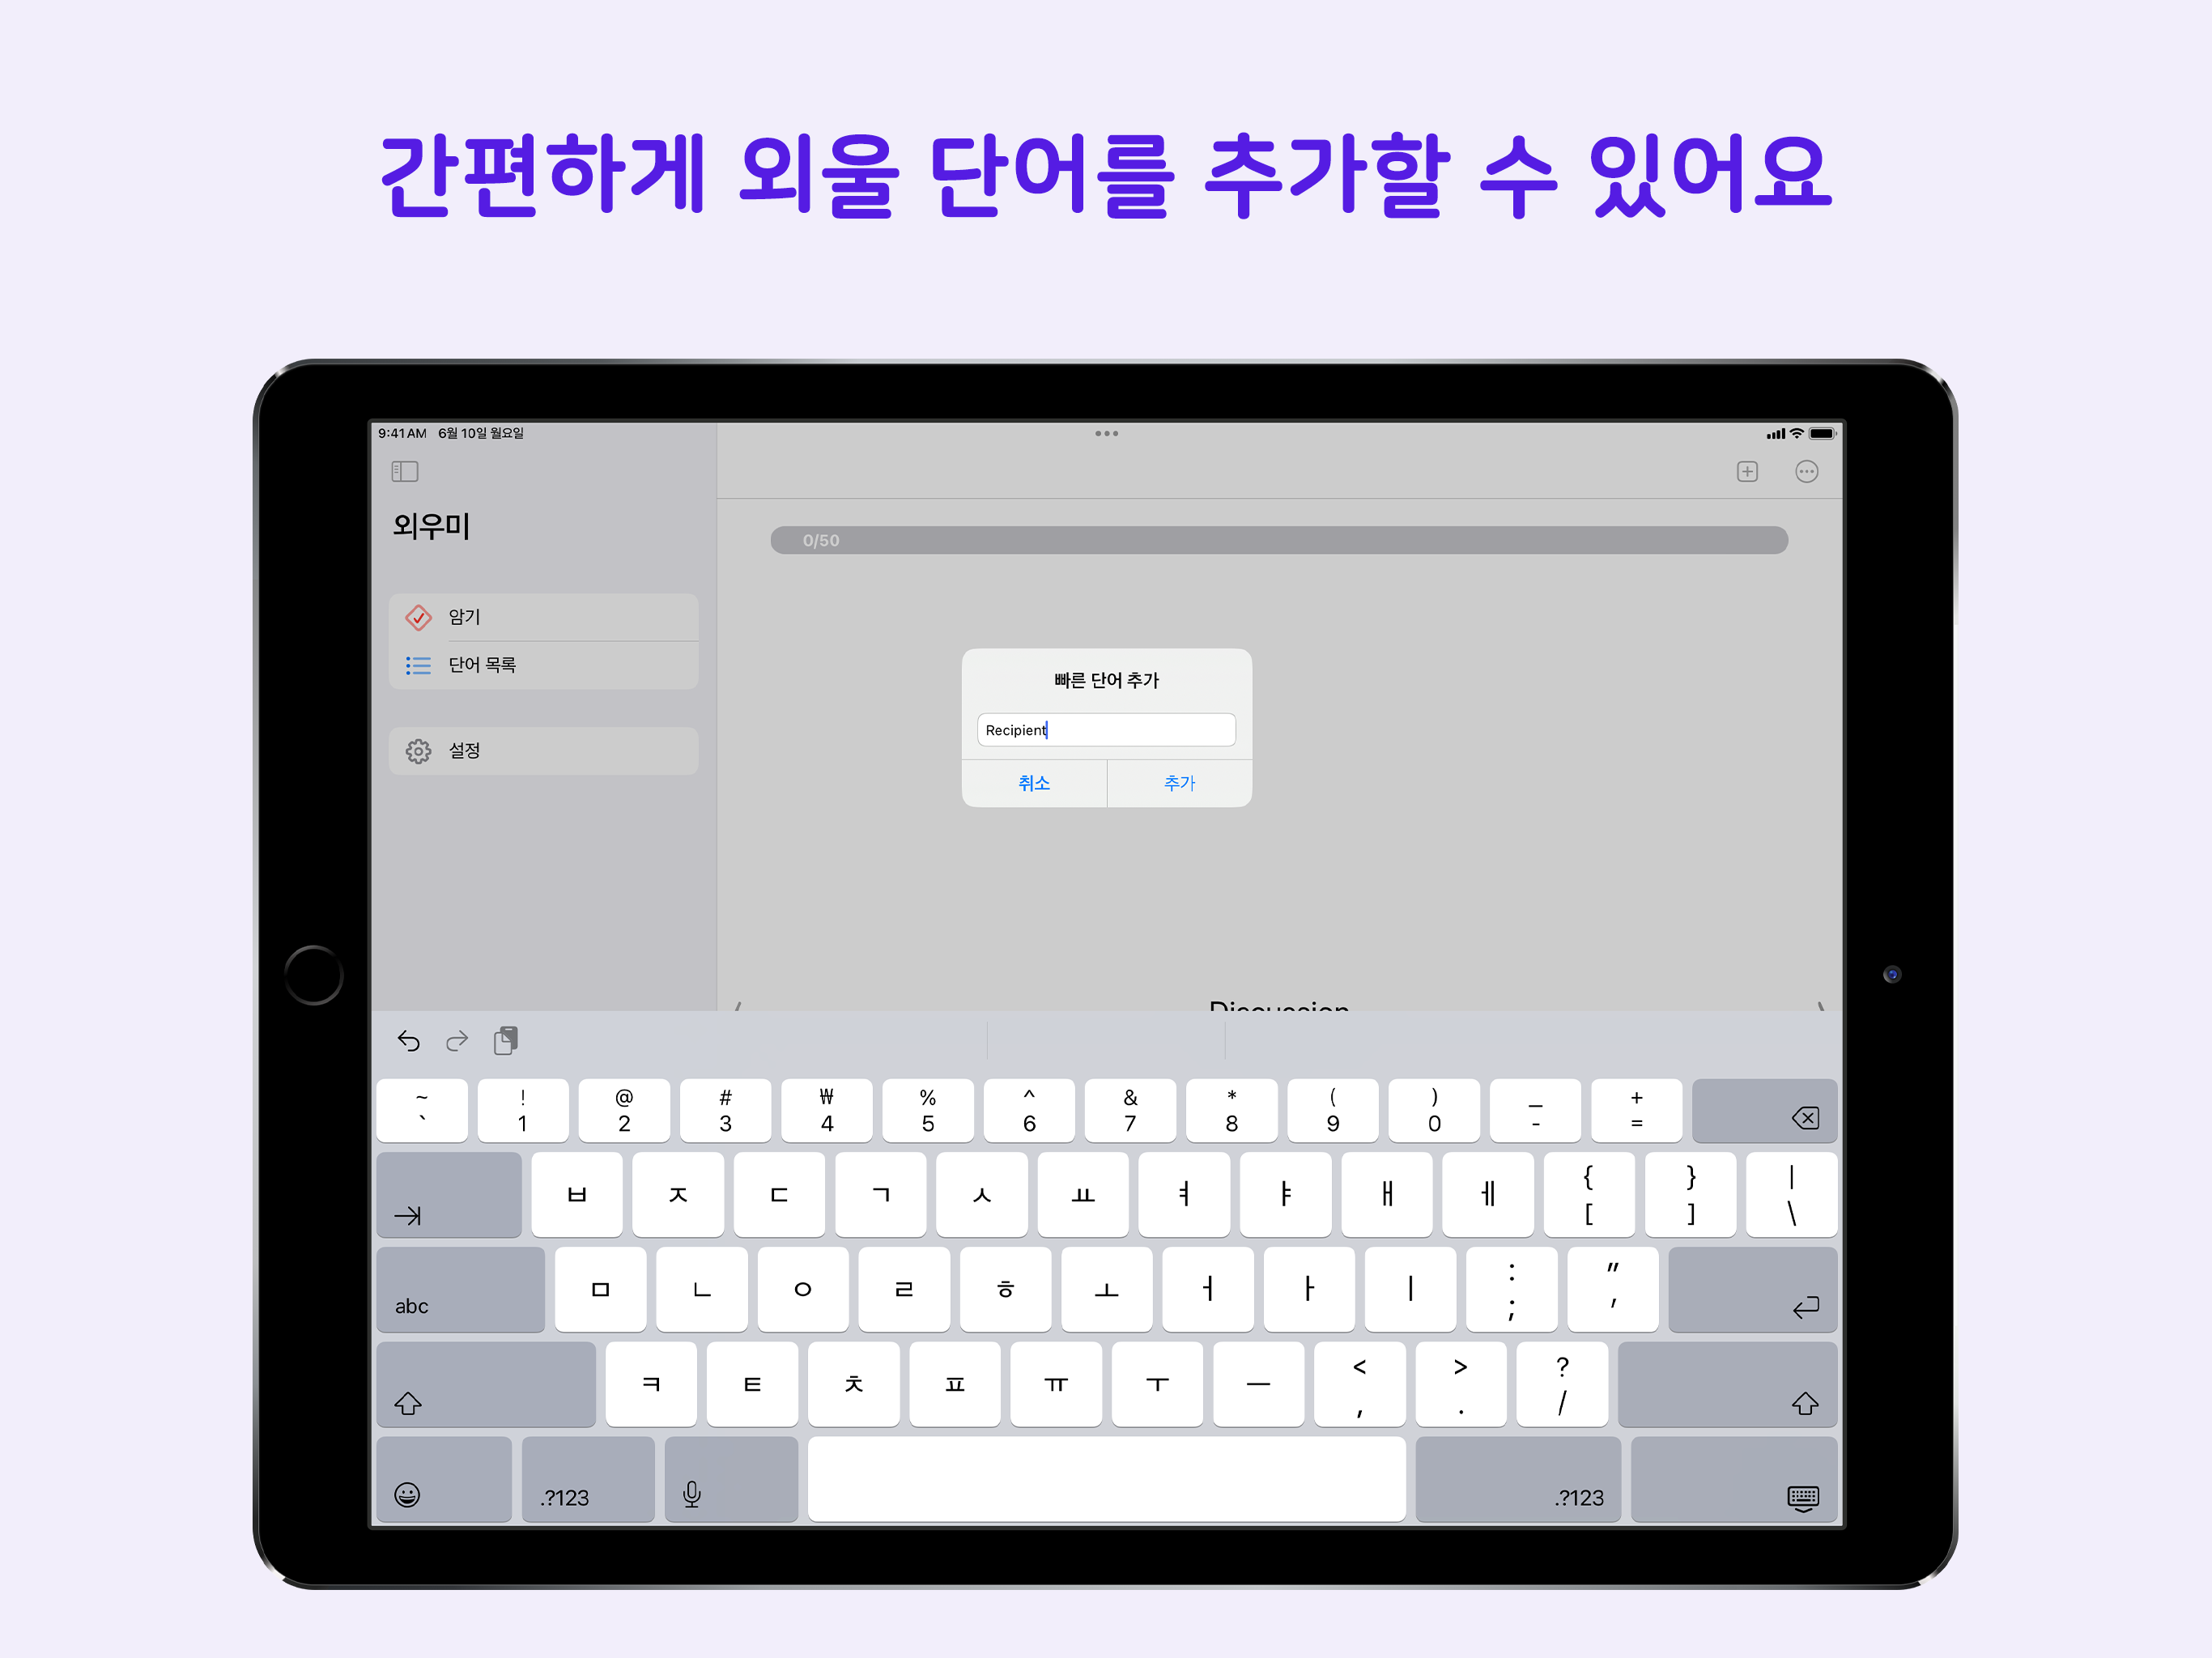 간편하게 외울 단어를 추가할 수 있어요
9:41 AM 6월 10일 월요일
외우미
0/50
암기
단어 목록
설정
빠른 단어 추가
Recipient
취소 추가
Discussion
~ ! @ # ₩ % ^ & * ( ) _ +
` 1 2 3 4 5 6 7 8 9 0 - =
ㅂ ㅈ ㄷ ㄱ ㅅ ㅛ ㅕ ㅑ ㅐ ㅔ { } |
[ ] \
abc ㅁ ㄴ ㅇ ㄹ ㅎ ㅗ ㅓ ㅏ ㅣ : "
; '
ㅋ ㅌ ㅊ ㅍ ㅠ ㅜ ㅡ < > ?
, . /
.?123 .?123